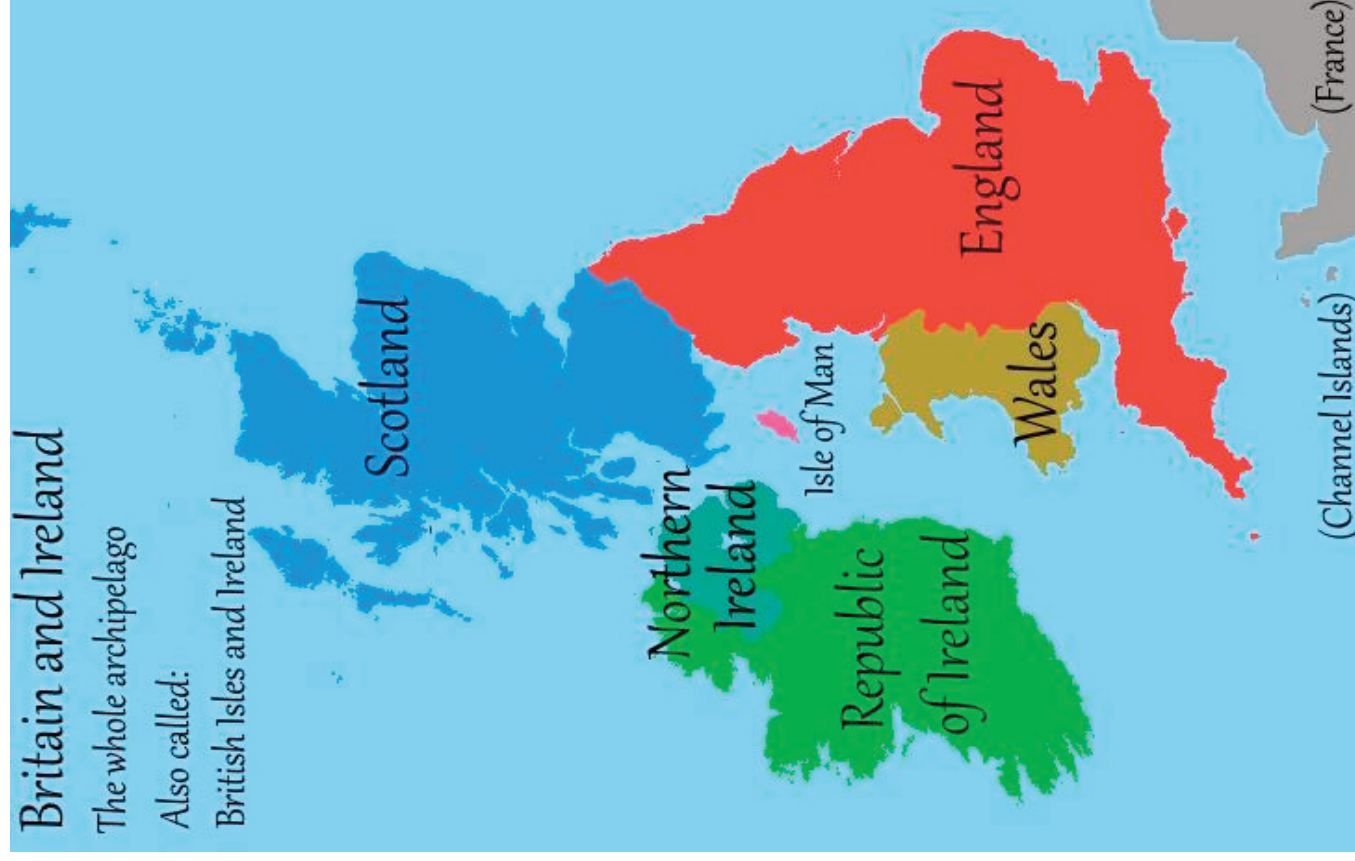 Britain and Ireland
The whole archipelago
Also called:
British Isles and Ireland
Scotland
Northern
Ireland
Isle of Man
Republic
of Ireland
England
Wales
(Channel Islands)
(France)